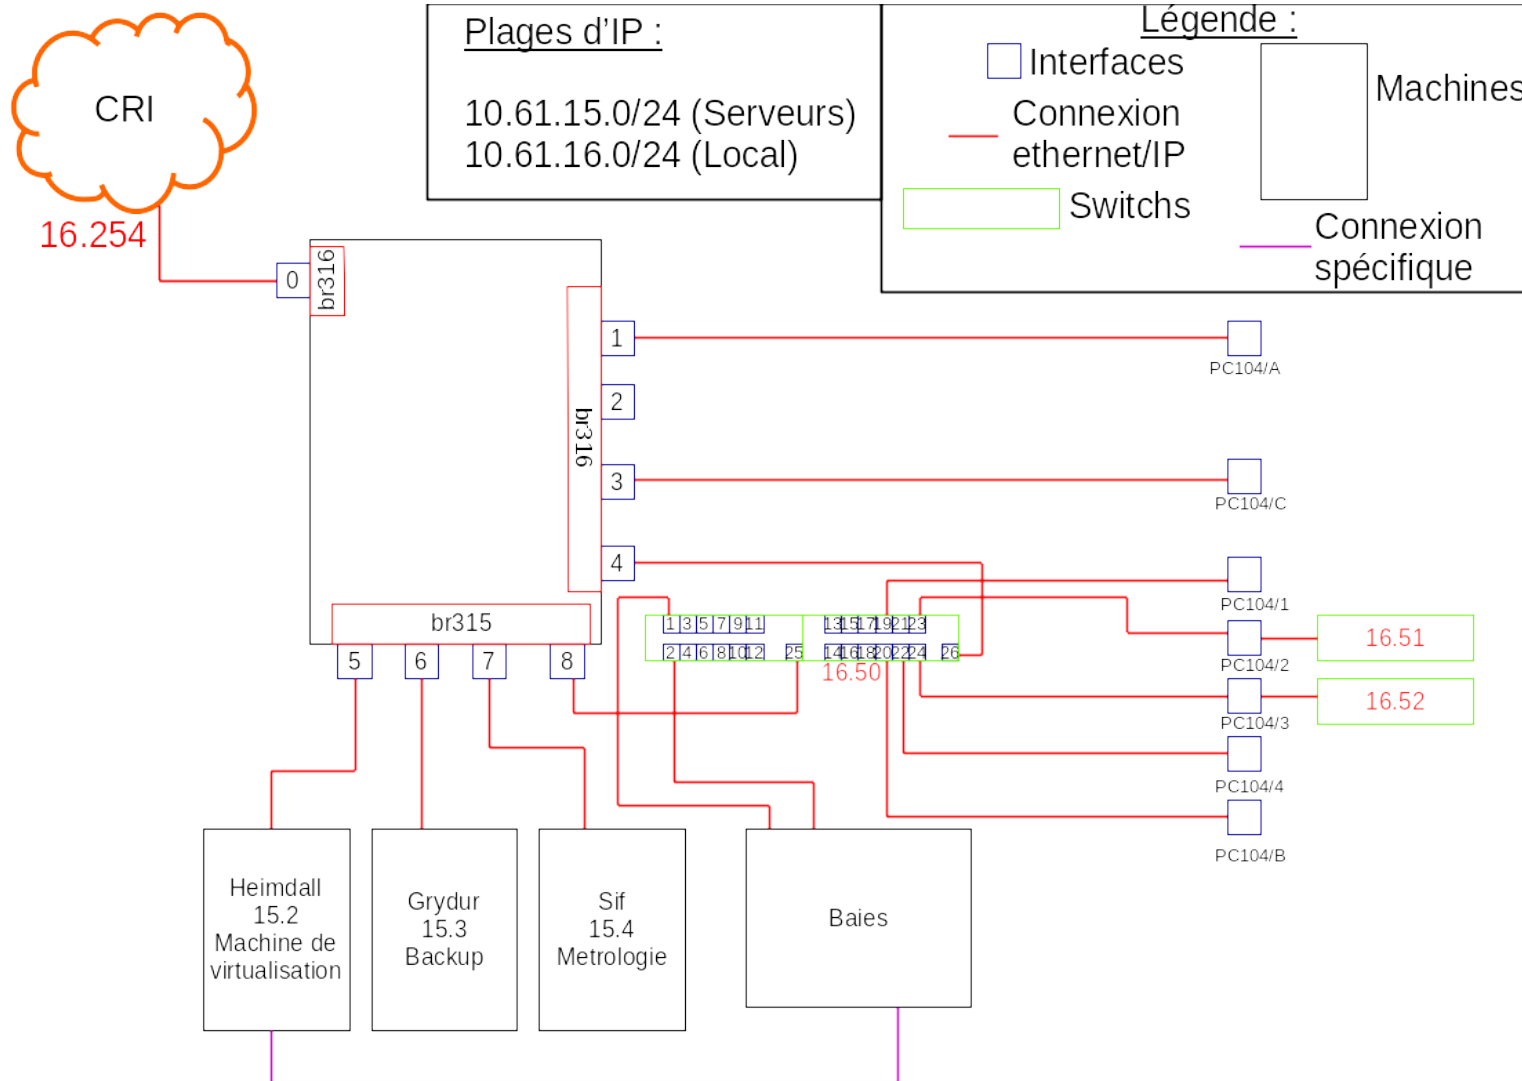 CRI
16.254
Plages d’IP :
10.61.15.0/24 (Serveurs)
10.61.16.0/24 (Local)
Légende :
Interfaces
Connexion
ethernet/IP
Switchs
Machines
Connexion
spécifique
0
br316
br316
1
2
3
4
br315
5
6
7
8
PC104/A
PC104/C
PC104/1
PC104/2
PC104/3
PC104/4
PC104/B
1 3 5 7 9 11
13 15 17 19 21 23
2 4 6 8 10 12
25
14 16 18 20 22 24
26
16.50
16.51
16.52
Heimdall
15.2
Machine de
virtualisation
Grydur
15.3
Backup
Sif
15.4
Metrologie
Baies